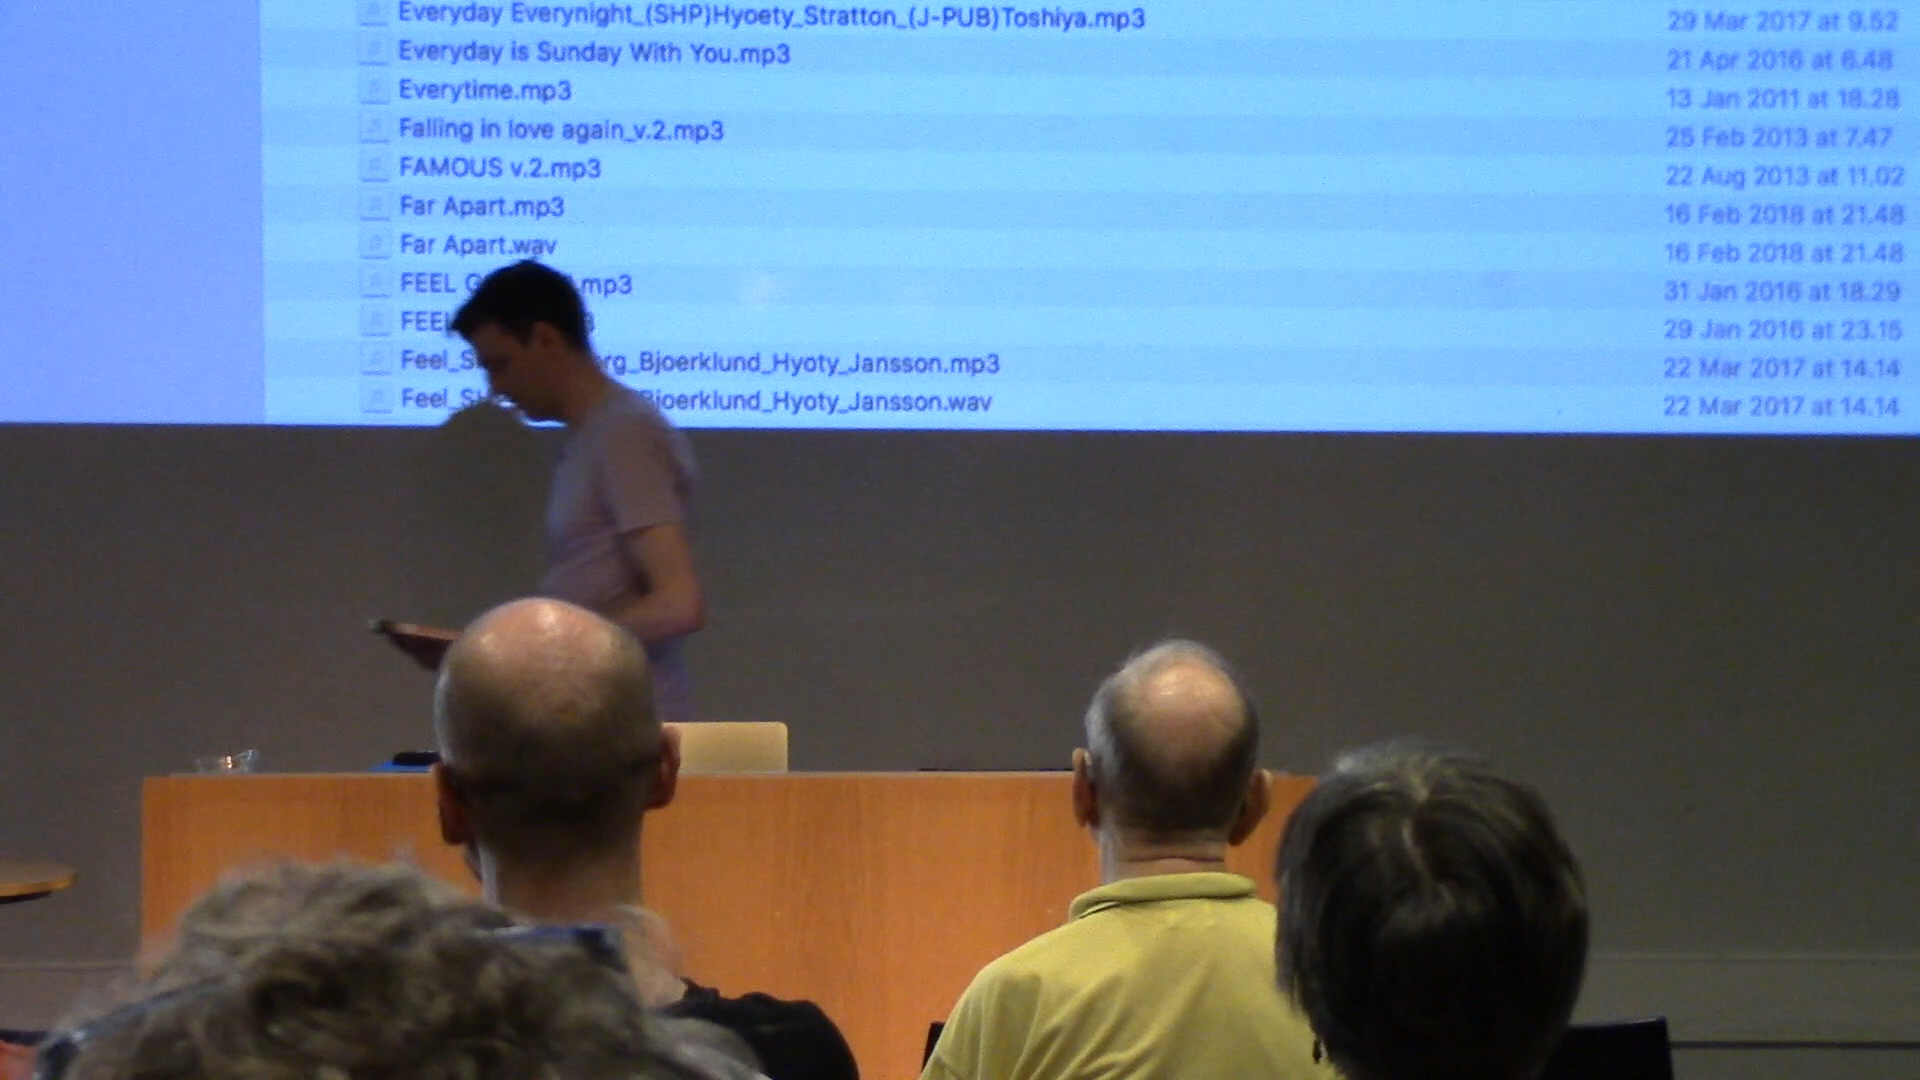 Everyday Everynight_(SHP)Hyoety_Stratton_(J-PUB)Toshiya.mp3 29 Mar 2017 at 9.52
Everyday is Sunday With You.mp3 21 Apr 2016 at 6.48
Everytime.mp3 13 Jan 2011 at 18.28
Falling in love again_v.2.mp3 25 Feb 2013 at 7.47
FAMOUS v.2.mp3 22 Aug 2013 at 11.02
Far Apart.mp3 16 Feb 2018 at 21.48
Far Apart.wav 16 Feb 2018 at 21.48
FEEL .mp3 31 Jan 2016 at 18.29
FEEL 29 Jan 2016 at 23.15
Feel_S rg_Bjoerklund_Hyoty_Jansson.mp3 22 Mar 2017 at 14.14
Feel_S Bjoerklund_Hyoty_Jansson.wav 22 Mar 2017 at 14.14